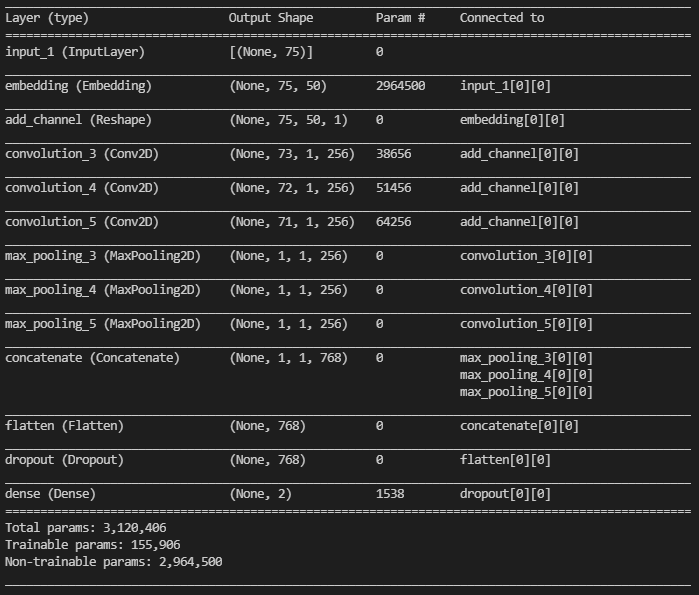 Layer (type) Output Shape Param # Connected to
==================================================================================================
input_1 (InputLayer) [(None, 75)] 0
embedding (Embedding) (None, 75, 50) 2964500 input_1[0][0]
add_channel (Reshape) (None, 75, 50, 1) 0 embedding[0][0]
convolution_3 (Conv2D) (None, 73, 1, 256) 38656 add_channel[0][0]
convolution_4 (Conv2D) (None, 72, 1, 256) 51456 add_channel[0][0]
convolution_5 (Conv2D) (None, 71, 1, 256) 64256 add_channel[0][0]
max_pooling_3 (MaxPooling2D) (None, 1, 1, 256) 0 convolution_3[0][0]
max_pooling_4 (MaxPooling2D) (None, 1, 1, 256) 0 convolution_4[0][0]
max_pooling_5 (MaxPooling2D) (None, 1, 1, 256) 0 convolution_5[0][0]
concatenate (Concatenate) (None, 1, 1, 768) 0 max_pooling_3[0][0]
max_pooling_4[0][0]
max_pooling_5[0][0]
flatten (Flatten) (None, 768) 0 concatenate[0][0]
dropout (Dropout) (None, 768) 0 flatten[0][0]
dense (Dense) (None, 2) 1538 dropout[0][0]
==================================================================================================
Total params: 3,120,406
Trainable params: 155,906
Non-trainable params: 2,964,500